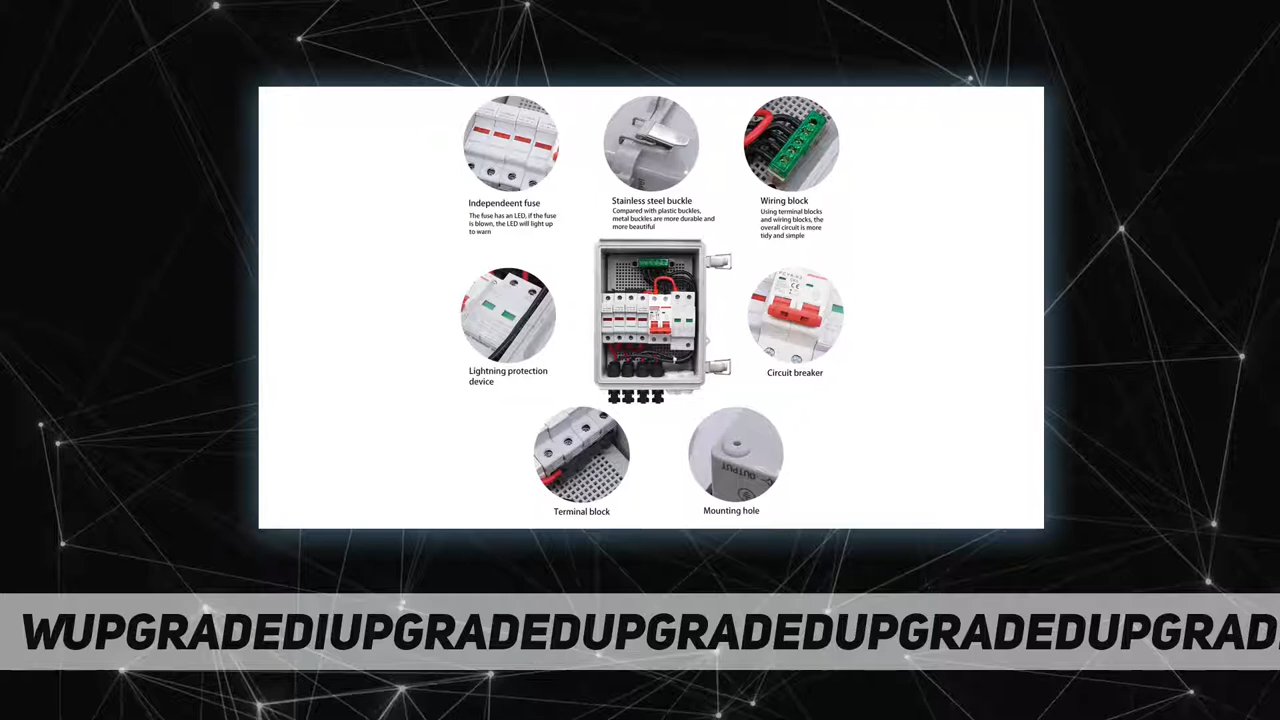 Independeent fuse
The fuse has an LED, if the fuse
is blown, the LED will light up
to warn
Stainless steel buckle
Compared with plastic buckles,
metal buckles are more durable and
more beautiful
Wiring block
Using terminal blocks
and wiring blocks, the
overall circuit is more
tidy and simple
Lightning protection
device
Circuit breaker
Terminal block
Mounting hole
OUTPUT
WUPGRADEDIUPGRADEDUPGRADEDUPGRADEDUPGRAD